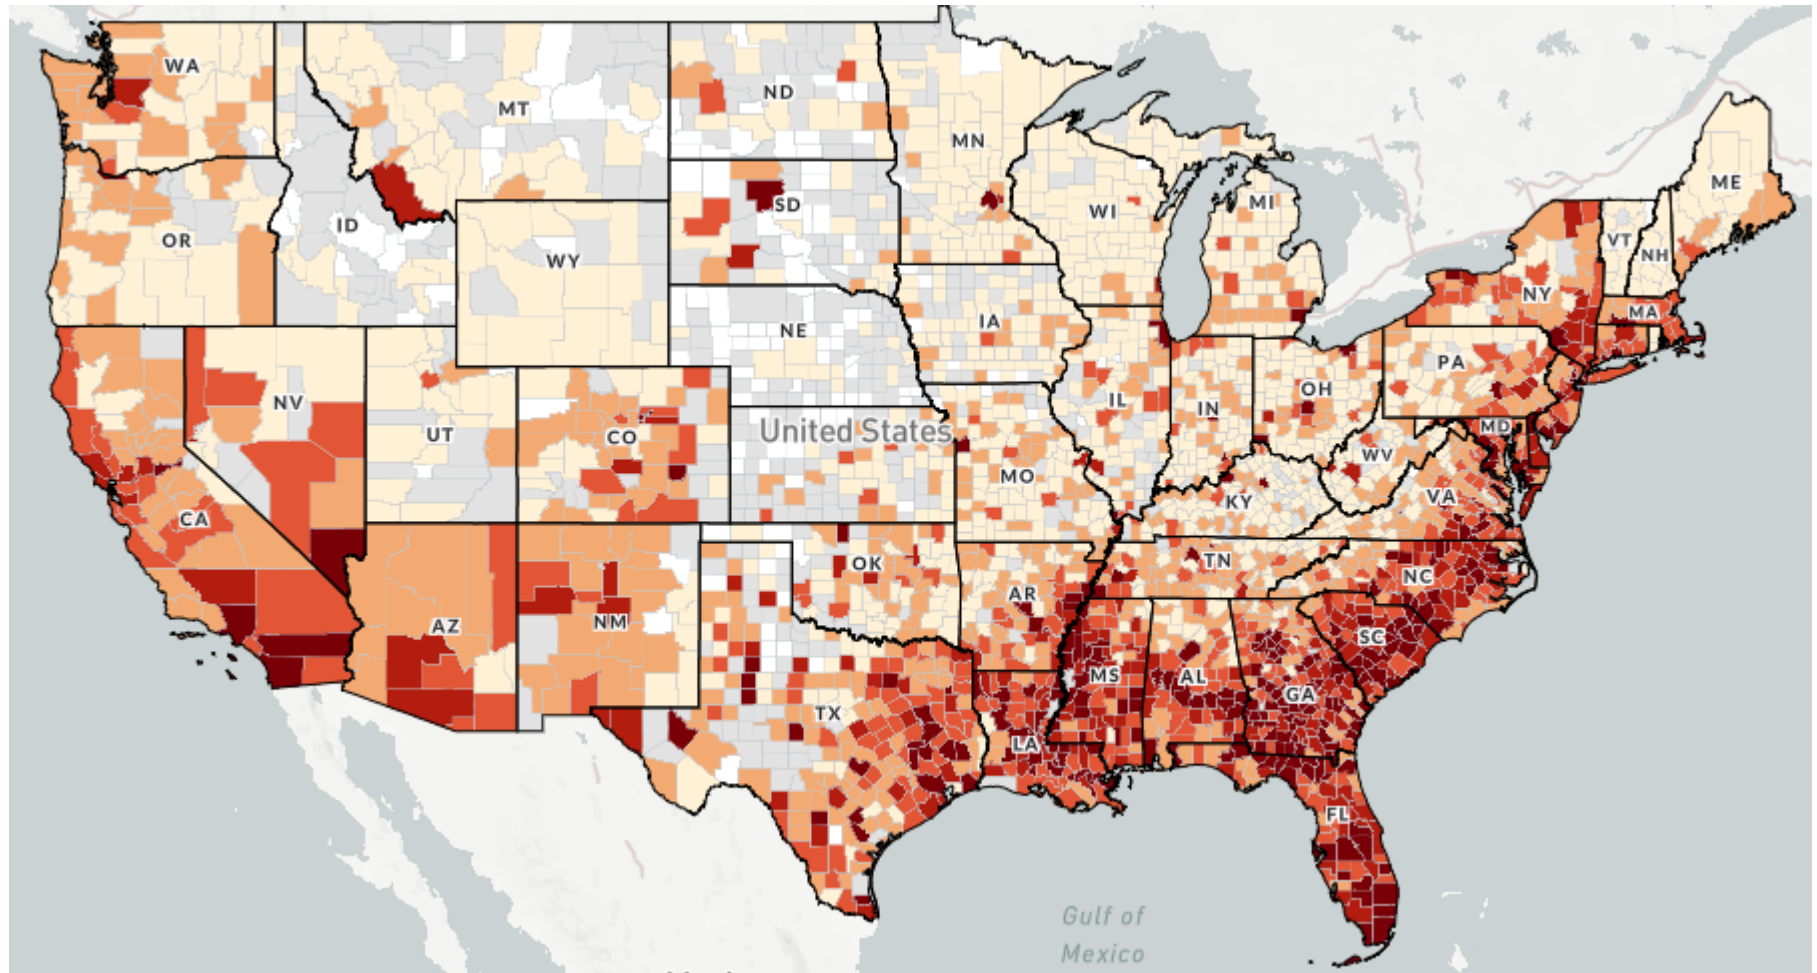 WA
MT
ND
MN
ME
SD
WI
MI
OR
ID
VT
NH
WY
NY
MA
NE
IA
PA
NV
UT
CO
United States
IL
IN
OH
MD
WV
CA
MO
KY
VA
OK
TN
NC
AR
AZ
NM
SC
MS
AL
GA
TX
LA
FL
Gulf of
Mexico